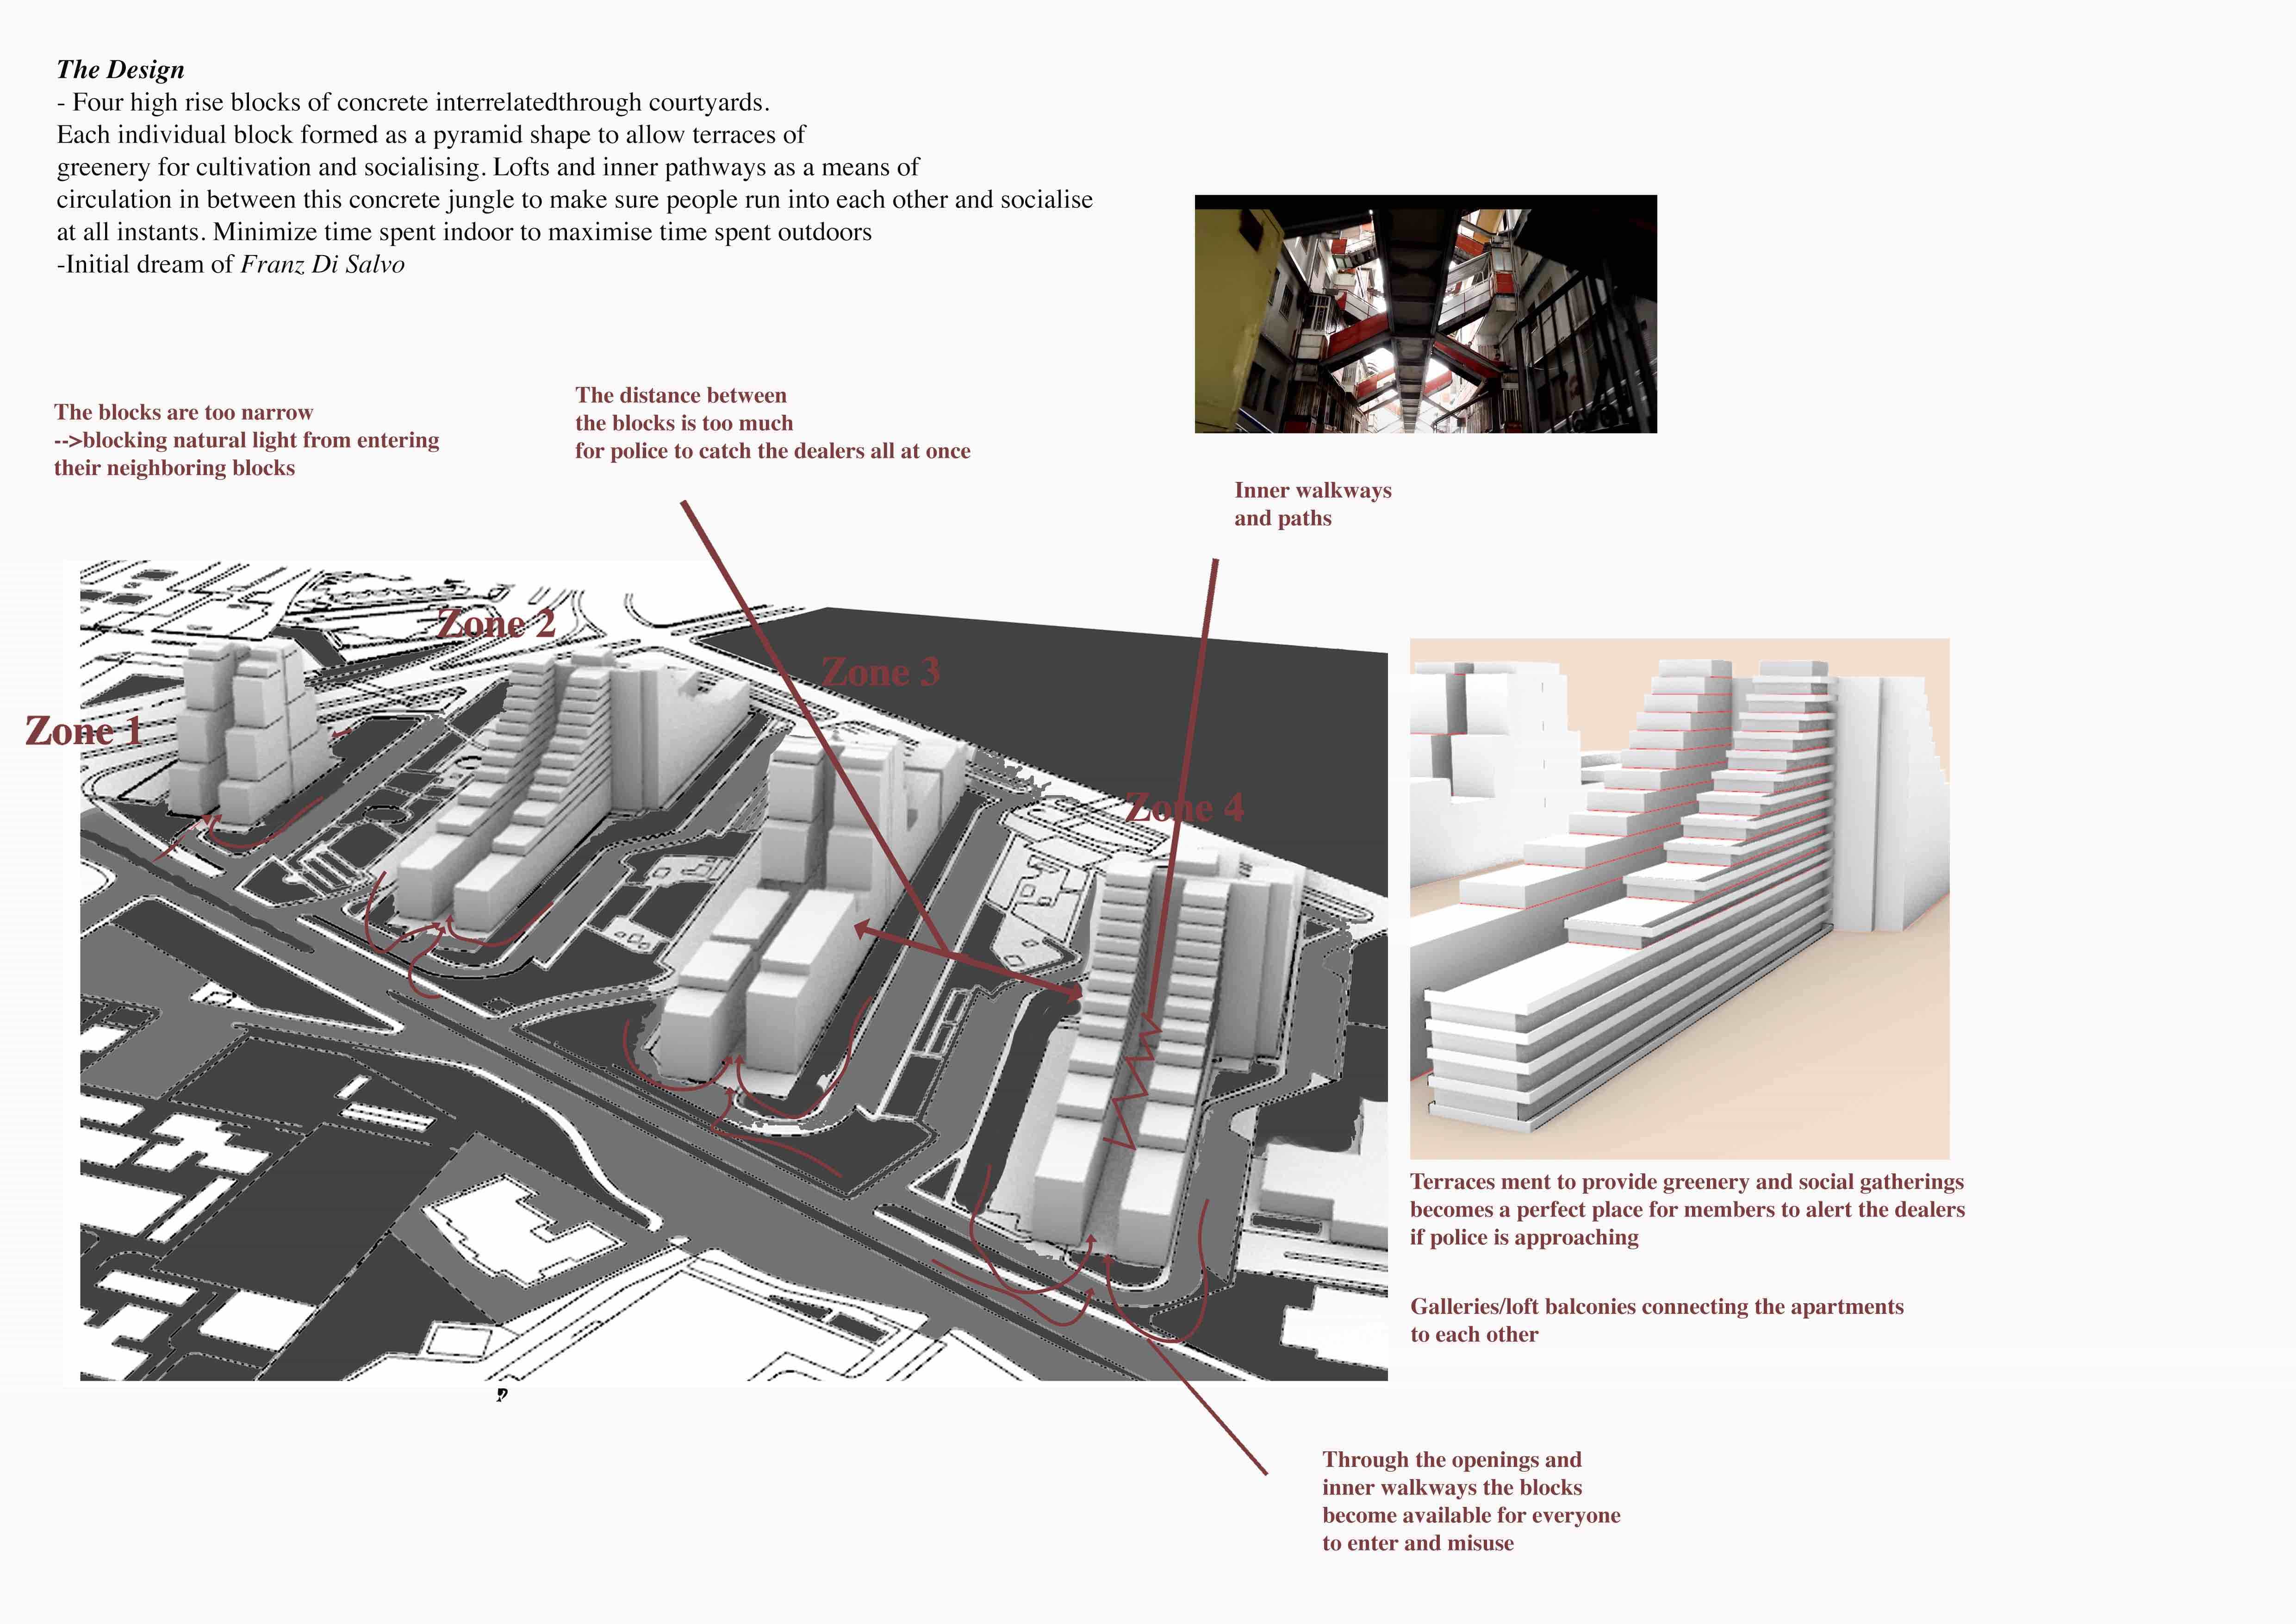 The Design
- Four high rise blocks of concrete interrelatedthrough courtyards.
Each individual block formed as a pyramid shape to allow terraces of
greenery for cultivation and socialising. Lofts and inner pathways as a means of
circulation in between this concrete jungle to make sure people run into each other and socialise
at all instants. Minimize time spent indoor to maximise time spent outdoors
-Initial dream of Franz Di Salvo
The blocks are too narrow
-->blocking natural light from entering
their neighboring blocks
The distance between
the blocks is too much
for police to catch the dealers all at once
Inner walkways
and paths
Zone 2
Zone 3
Zone 1
Zone 4
Terraces ment to provide greenery and social gatherings
becomes a perfect place for members to alert the dealers
if police is approaching
Galleries/loft balconies connecting the apartments
to each other
Through the openings and
inner walkways the blocks
become available for everyone
to enter and misuse